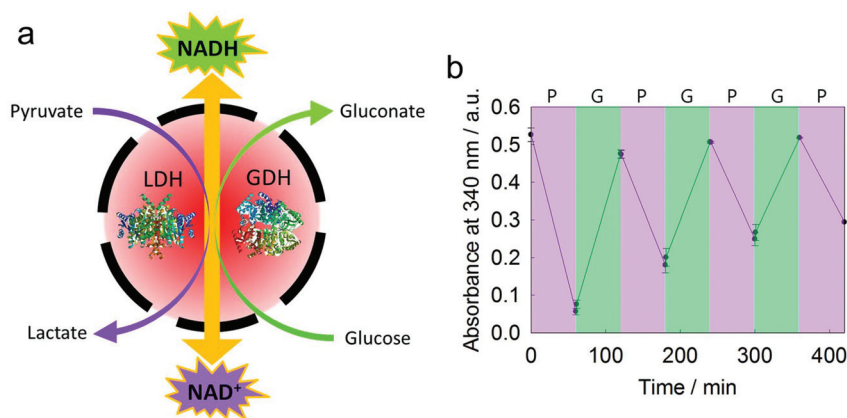 a
NADH
Pyruvate
Gluconate
LDH
GDH
Lactate
Glucose
NAD⁺
b
P G P G P G P
0.6
0.5
0.4
0.3
0.2
0.1
0.0
Absorbance at 340 nm / a.u.
0 100 200 300 400
Time / min